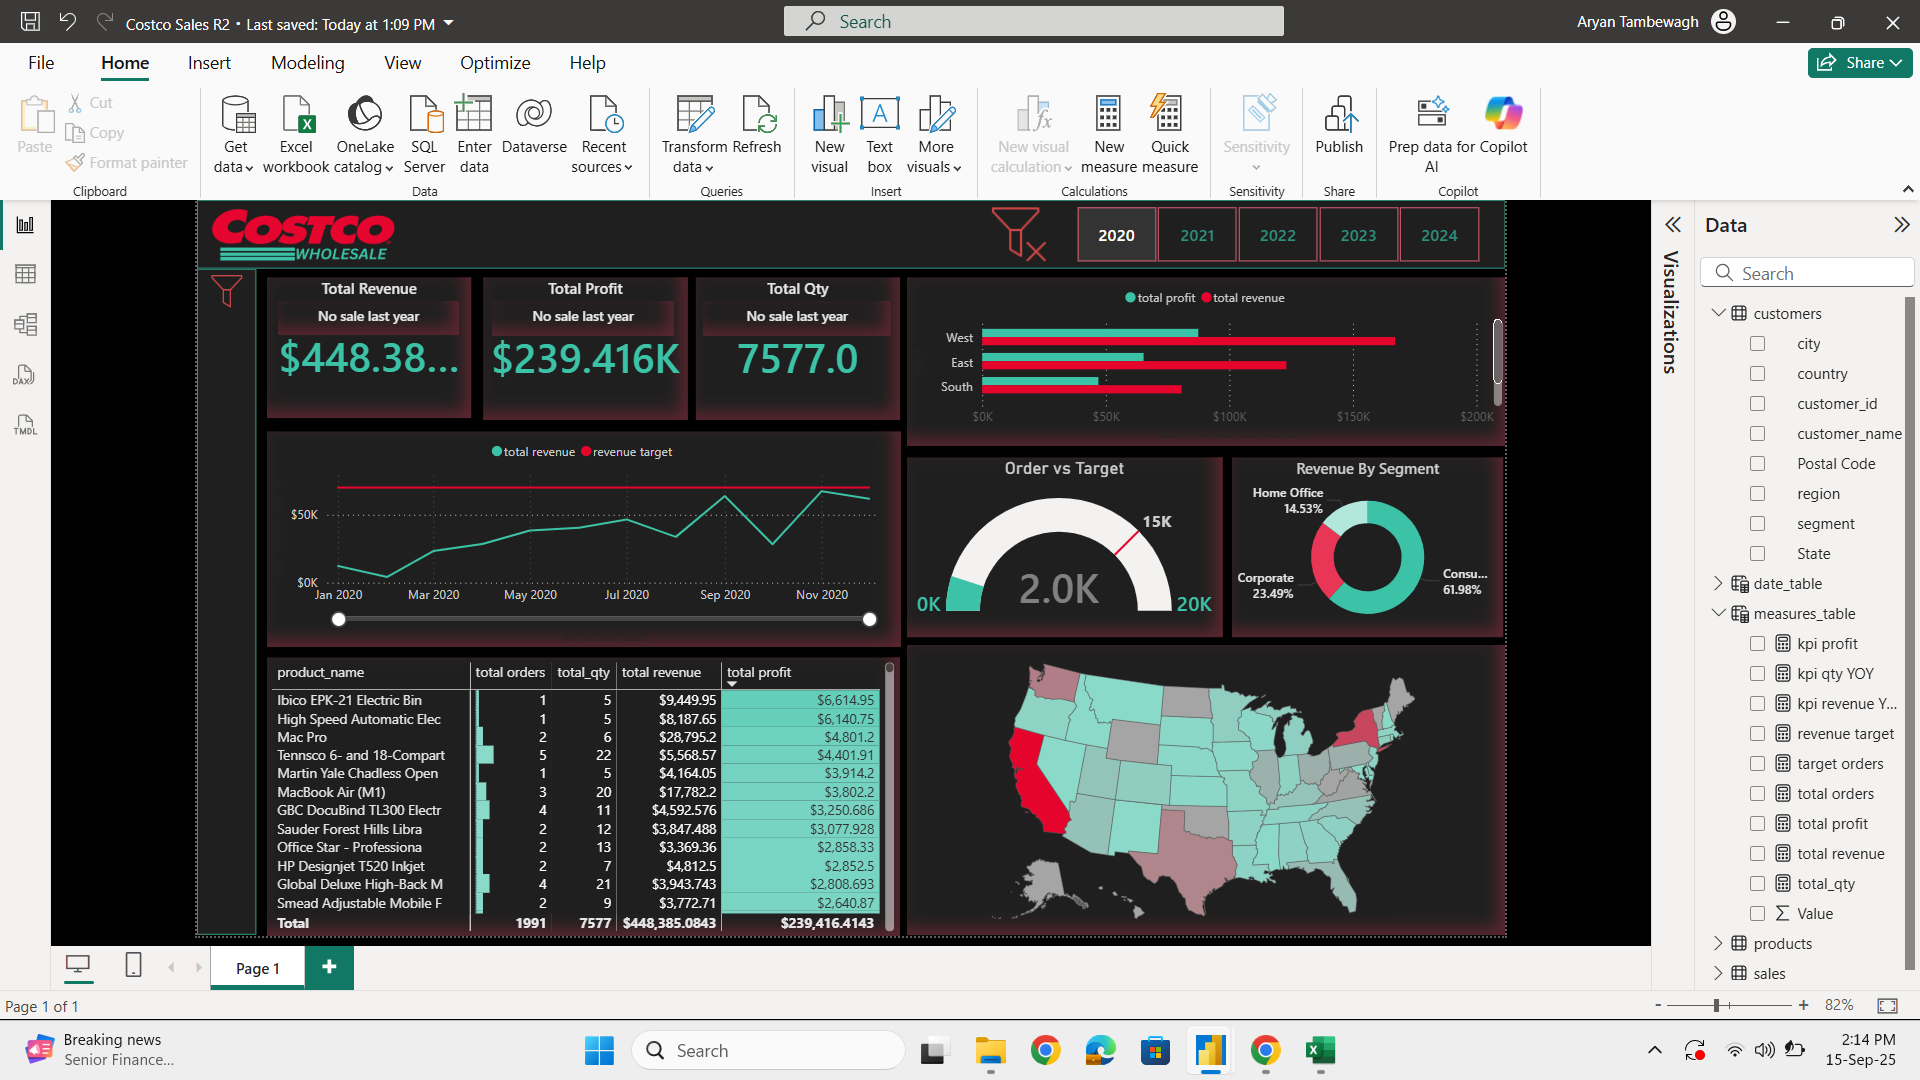 Costco Sales R2 • Last saved: Today at 1:09 PM
Search
Aryan Tambewagh
File
Home
Insert
Modeling
View
Optimize
Help
Share
Paste
Cut
Copy
Format painter
Clipboard
Get data
Excel workbook
OneLake catalog
SQL Server
Enter data
Dataverse
Recent sources
Data
Transform data
Refresh
Queries
New visual
Text box
More visuals
Insert
New visual calculation
New measure
Quick measure
Calculations
Sensitivity
Sensitivity
Publish
Share
Prep data for AI
Copilot
Copilot
COSTCO
WHOLESALE
2020
2021
2022
2023
2024
Total Revenue
No sale last year
$448.38...
Total Profit
No sale last year
$239.416K
Total Qty
No sale last year
7577.0
total profit total revenue
West
East
South
$0K $50K $100K $150K $200K
total revenue revenue target
$50K
$0K
Jan 2020 Mar 2020 May 2020 Jul 2020 Sep 2020 Nov 2020
Order vs Target
15K
2.0K
0K
20K
Revenue By Segment
Home Office
14.53%
Corporate
23.49%
Consu...
61.98%
product_name total orders total_qty total revenue total profit
Ibico EPK-21 Electric Bin 1 5 $9,449.95 $6,614.95
High Speed Automatic Elec 1 5 $8,187.65 $6,140.75
Mac Pro 2 6 $28,795.2 $4,801.2
Tennsco 6- and 18-Compart 5 22 $5,568.57 $4,401.91
Martin Yale Chadless Open 1 5 $4,164.05 $3,914.2
MacBook Air (M1) 3 20 $17,782.2 $3,802.2
GBC DocuBind TL300 Electr 4 11 $4,592.576 $3,250.686
Sauder Forest Hills Libra 2 12 $3,847.488 $3,077.928
Office Star - Professiona 2 13 $3,369.36 $2,858.33
HP Designjet T520 Inkjet 2 7 $4,812.5 $2,852.5
Global Deluxe High-Back M 4 21 $3,943.743 $2,808.693
Smead Adjustable Mobile F 2 9 $3,772.71 $2,640.87
Total 1991 7577 $448,385.0843 $239,416.4143
Visualizations
Data
Search
customers
city
country
customer_id
customer_name
Postal Code
region
segment
State
date_table
measures_table
kpi profit
kpi qty YOY
kpi revenue Y...
revenue target
target orders
total orders
total profit
total revenue
total_qty
Value
products
sales
DAX
TMDL
Page 1
Page 1 of 1
- + 82%
Breaking news
Senior Finance...
Search
2:14 PM
15-Sep-25